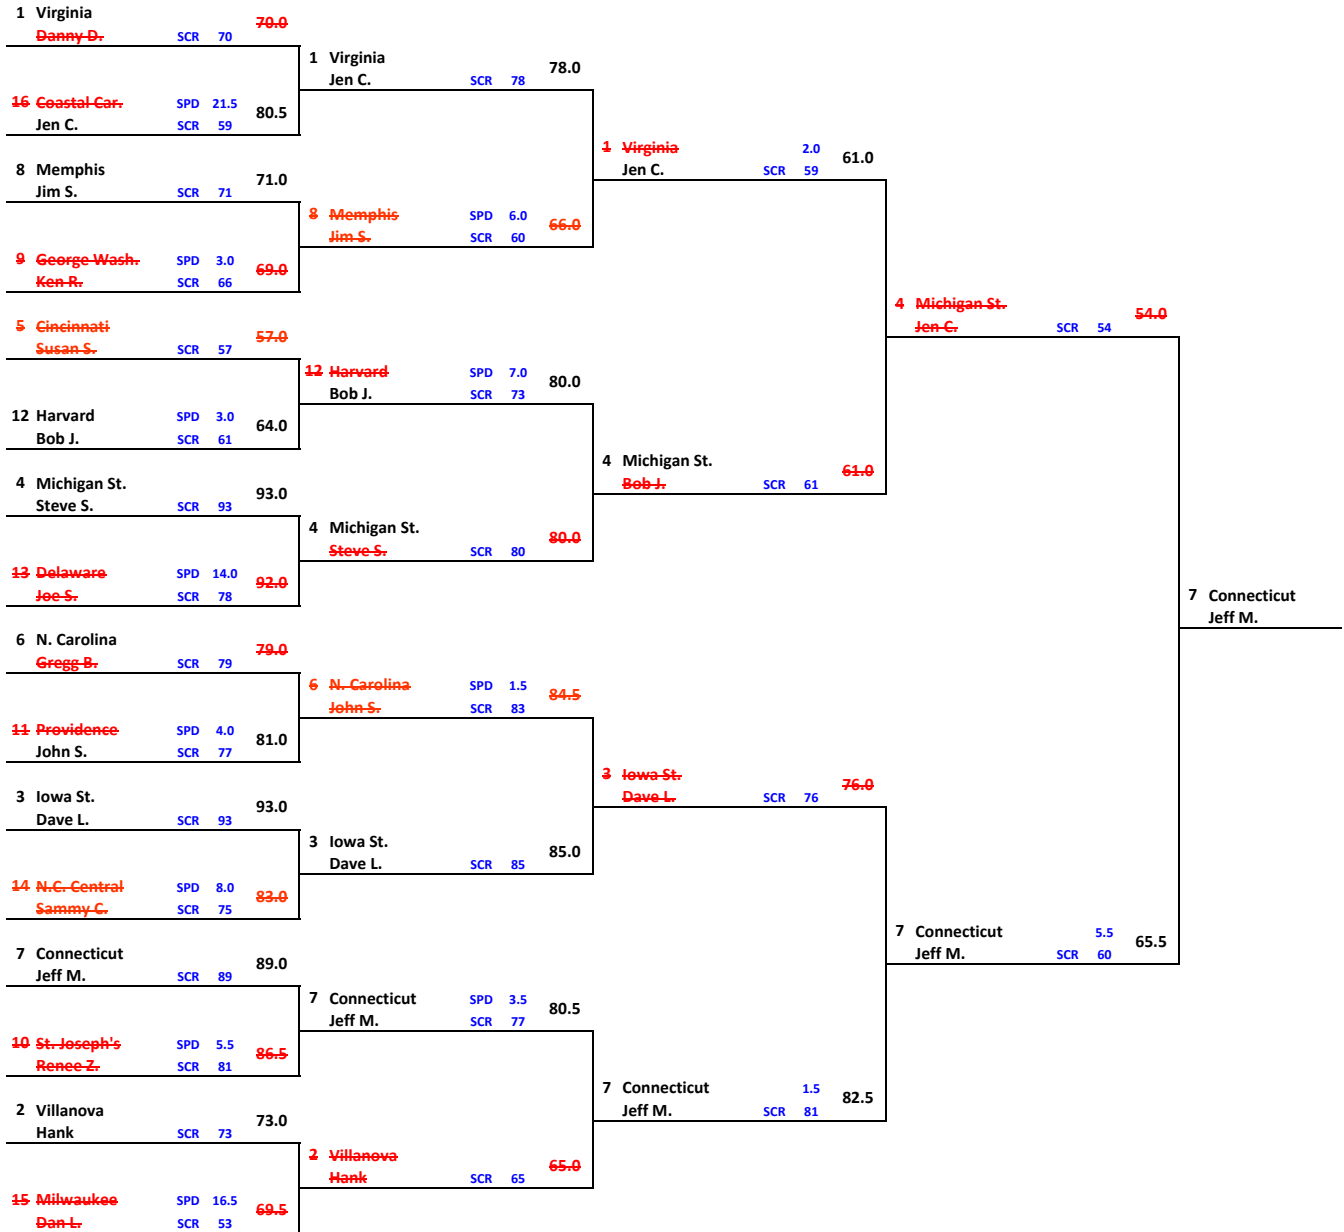 1 Virginia 70.0
Danny D. SCR 70
16 Coastal Car. SPD 21.5 80.5
Jen C. SCR 59
8 Memphis 71.0
Jim S. SCR 71
9 George Wash. SPD 3.0 69.0
Ken R. SCR 66
5 Cincinnati 57.0
Susan S. SCR 57
12 Harvard SPD 3.0 64.0
Bob J. SCR 61
4 Michigan St. 93.0
Steve S. SCR 93
13 Delaware SPD 14.0 92.0
Joe S. SCR 78
6 N. Carolina 79.0
Gregg B. SCR 79
11 Providence SPD 4.0 81.0
John S. SCR 77
3 Iowa St. 93.0
Dave L. SCR 93
14 N.C. Central SPD 8.0 83.0
Sammy C. SCR 75
7 Connecticut 89.0
Jeff M. SCR 89
10 St. Joseph's SPD 5.5 86.5
Renee Z. SCR 81
2 Villanova 73.0
Hank SCR 73
15 Milwaukee SPD 16.5 69.5
Dan L. SCR 53
1 Virginia 78.0
Jen C. SCR 78
8 Memphis SPD 6.0 66.0
Jim S. SCR 60
12 Harvard SPD 7.0 80.0
Bob J. SCR 73
4 Michigan St. 80.0
Steve S. SCR 80
6 N. Carolina SPD 1.5 84.5
John S. SCR 83
3 Iowa St. 85.0
Dave L. SCR 85
7 Connecticut SPD 3.5 80.5
Jeff M. SCR 77
2 Villanova 65.0
Hank SCR 65
1 Virginia 2.0 61.0
Jen C. SCR 59
4 Michigan St. 61.0
Bob J. SCR 61
3 Iowa St. 76.0
Dave L. SCR 76
7 Connecticut 1.5 82.5
Jeff M. SCR 81
4 Michigan St. 54.0
Jen C. SCR 54
7 Connecticut 5.5 65.5
Jeff M. SCR 60
7 Connecticut
Jeff M.